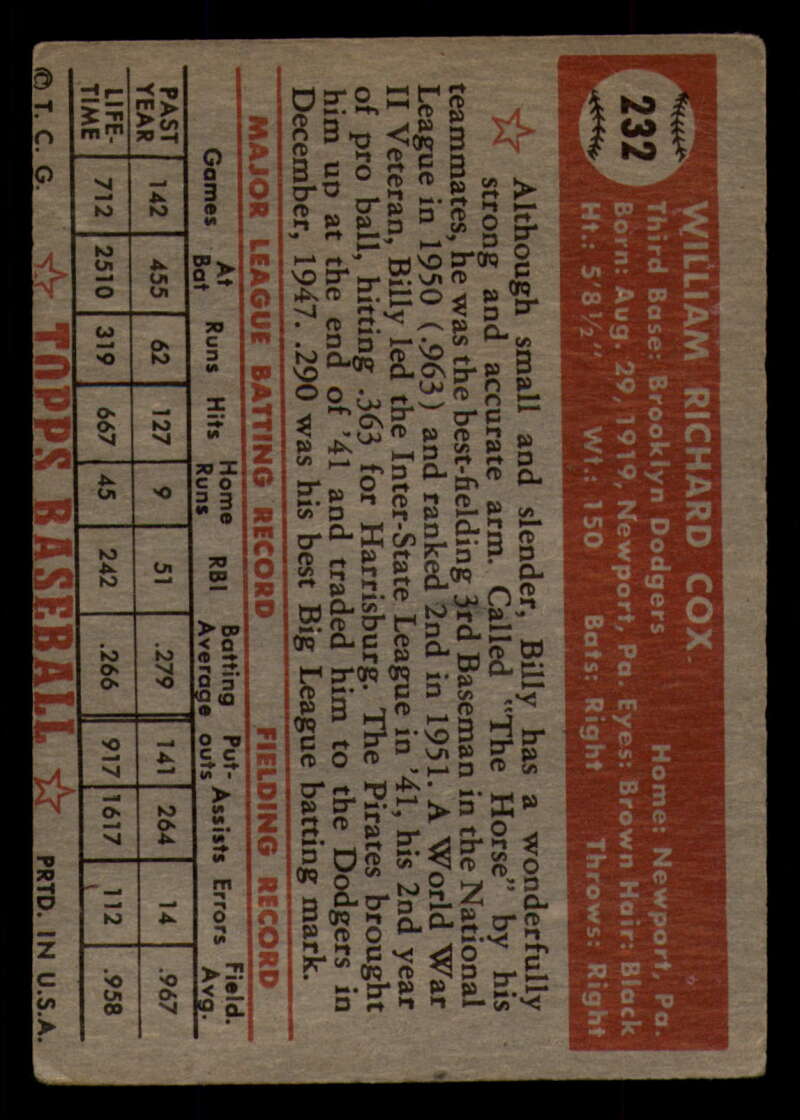 232
WILLIAM RICHARD COX
Third Base: Brooklyn Dodgers Home: Newport, Pa.
Born: Aug. 29, 1919, Newport, Pa. Eyes: Brown Hair: Black
Ht.: 5'8½" Wt.: 150 Bats: Right Throws: Right
Although small and slender, Billy has a wonderfully
strong and accurate arm. Called "The Horse" by his
teammates, he was the best-fielding 3rd Baseman in the National
League in 1950 (.963) and ranked 2nd in 1951. A World War
II Veteran, Billy led the Inter-State League in '41, his 2nd year
of pro ball, hitting .363 for Harrisburg. The Pirates brought
him up at the end of '41 and traded him to the Dodgers in
December, 1947. .290 was his best Big League batting mark.
MAJOR LEAGUE BATTING RECORD FIELDING RECORD
Games At Bat Runs Hits Home Runs RBI Batting Average Put-outs Assists Errors Field. Avg.
PAST YEAR 142 455 62 127 9 51 .279 141 264 14 .967
LIFE-TIME 712 2510 319 667 45 242 .266 917 1617 112 .958
© T. C. G. TOPPS BASEBALL PRTD. IN U.S.A.